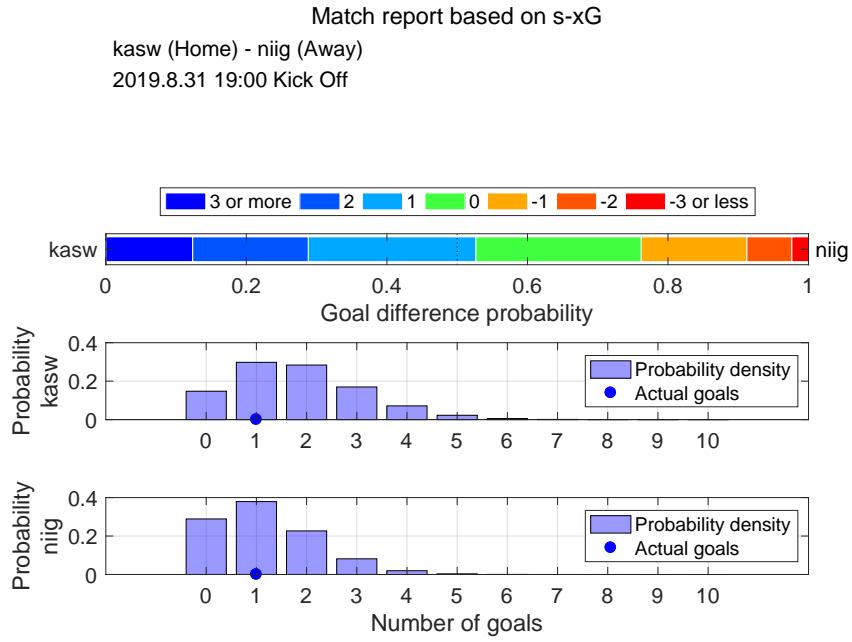 Match report based on s-xG
kasw (Home) - niig (Away)
2019.8.31 19:00 Kick Off
3 or more 2 1 0 -1 -2 -3 or less
kasw niig
0 0.2 0.4 0.6 0.8 1
Goal difference probability
Probability
kasw
0.4
0.2
0
Probability density
Actual goals
0 1 2 3 4 5 6 7 8 9 10
Probability
niig
0.4
0.2
0
Probability density
Actual goals
0 1 2 3 4 5 6 7 8 9 10
Number of goals